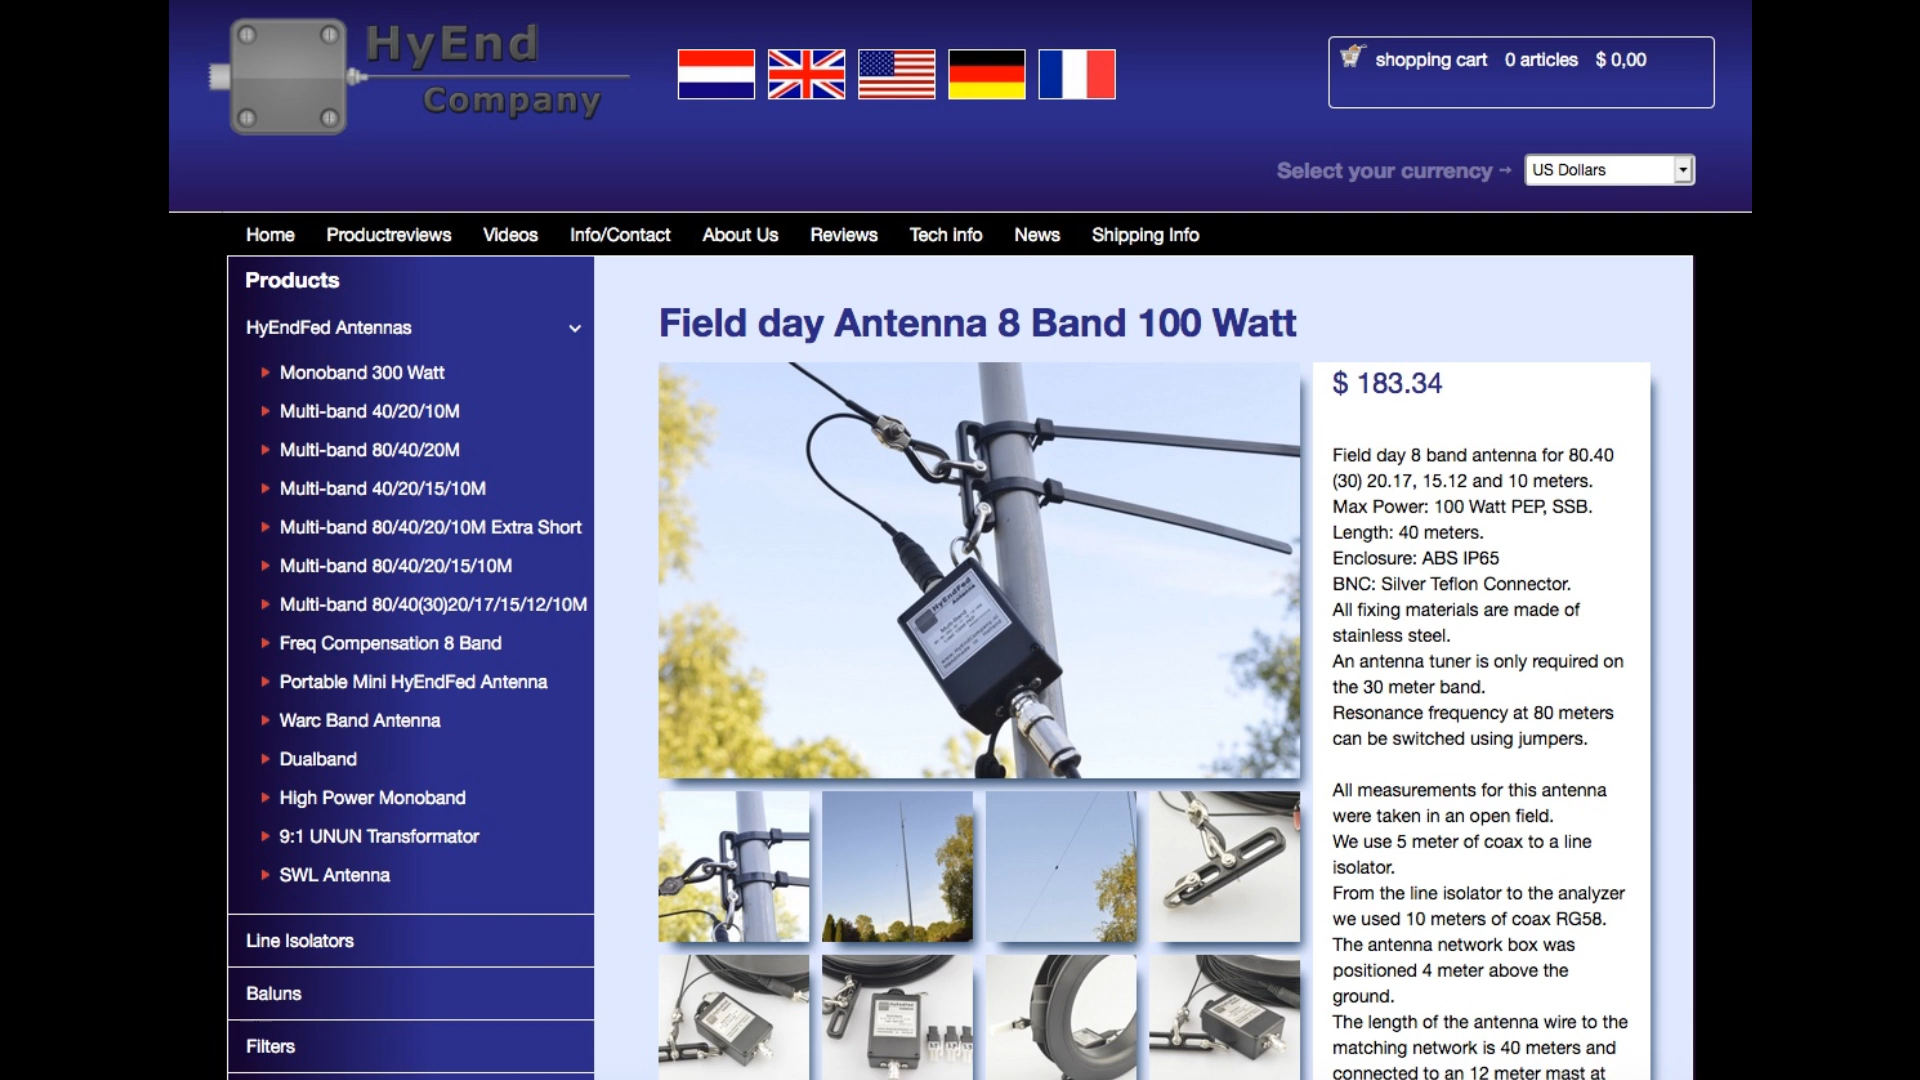 HyEnd
Company
shopping cart 0 articles $ 0,00
Select your currency → US Dollars
Home Productreviews Videos Info/Contact About Us Reviews Tech info News Shipping Info
Products
HyEndFed Antennas
Monoband 300 Watt
Multi-band 40/20/10M
Multi-band 80/40/20M
Multi-band 40/20/15/10M
Multi-band 80/40/20/10M Extra Short
Multi-band 80/40/20/15/10M
Multi-band 80/40(30)20/17/15/12/10M
Freq Compensation 8 Band
Portable Mini HyEndFed Antenna
Warc Band Antenna
Dualband
High Power Monoband
9:1 UNUN Transformator
SWL Antenna
Line Isolators
Baluns
Filters
Field day Antenna 8 Band 100 Watt
HyEndFed
Antenna
$ 183.34
Field day 8 band antenna for 80.40
(30) 20.17, 15.12 and 10 meters.
Max Power: 100 Watt PEP, SSB.
Length: 40 meters.
Enclosure: ABS IP65
BNC: Silver Teflon Connector.
All fixing materials are made of
stainless steel.
An antenna tuner is only required on
the 30 meter band.
Resonance frequency at 80 meters
can be switched using jumpers.
All measurements for this antenna
were taken in an open field.
We use 5 meter of coax to a line
isolator.
From the line isolator to the analyzer
we used 10 meters of coax RG58.
The antenna network box was
positioned 4 meter above the
ground.
The length of the antenna wire to the
matching network is 40 meters and
connected to an 12 meter mast at